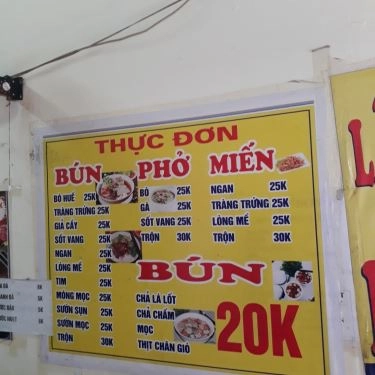 THỰC ĐƠN
BÚN
BÒ HUẾ 25K
TRÀNG TRỨNG 25K
GIẢ CẦY 25K
SỐT VANG 25K
NGAN 25K
LÒNG MỀ 25K
TIM 25K
MÓNG MỌC 25K
SƯỜN SỤN 25K
SƯỜN MỌC 25K
TRỘN 30K
PHỞ
BÒ 25K
GÀ 25K
SỐT VANG 25K
TRỘN 30K
MIẾN
NGAN 25K
TRÀNG TRỨNG 25K
LÒNG MỀ 25K
TRỘN 30K
BÚN
CHẢ LÁ LỐT
CHẢ CHẤM
MỌC
THỊT CHÂN GIÒ
20K